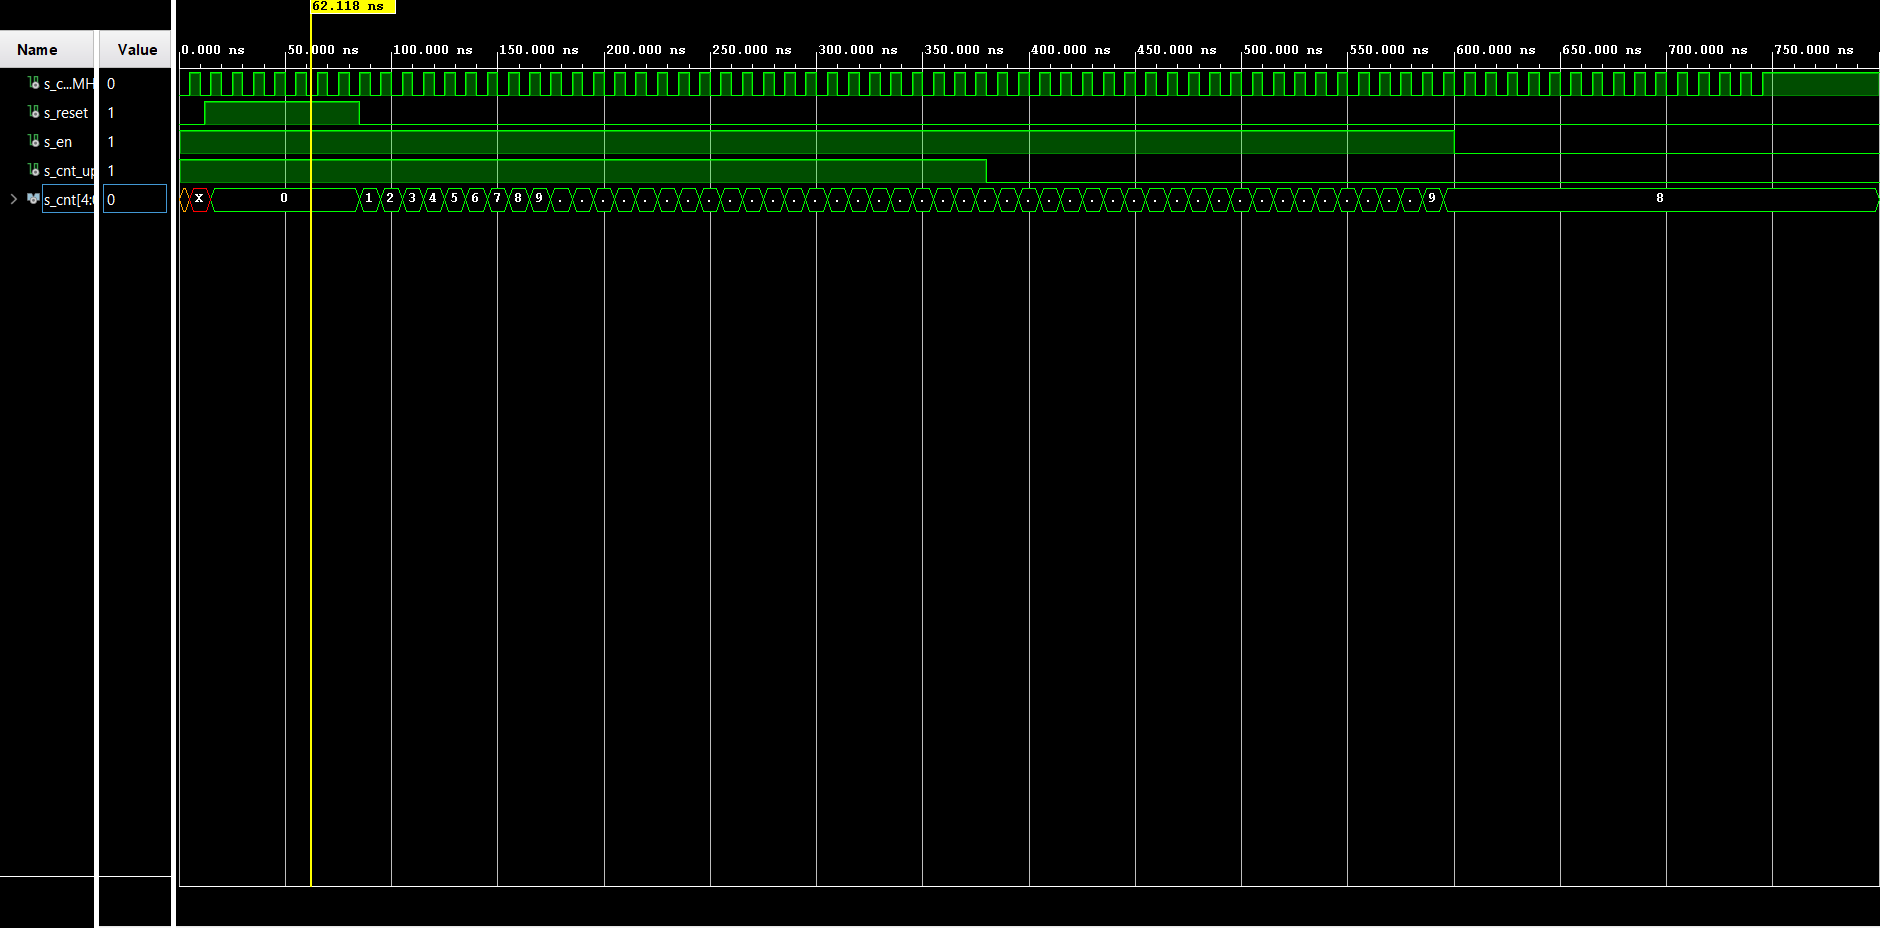 62.118 ns
Name Value
0.000 ns 50.000 ns 100.000 ns 150.000 ns 200.000 ns 250.000 ns 300.000 ns 350.000 ns 400.000 ns 450.000 ns 500.000 ns 550.000 ns 600.000 ns 650.000 ns 700.000 ns 750.000 ns
s_c...MH 0
s_reset 1
s_en 1
s_cnt_up 1
s_cnt[4:0 0 X 0 1 2 3 4 5 6 7 8 9 . . . . . . . . . . . . . . . . . . . . . . . . . . . . . . . . . . . . . . . . 9 8